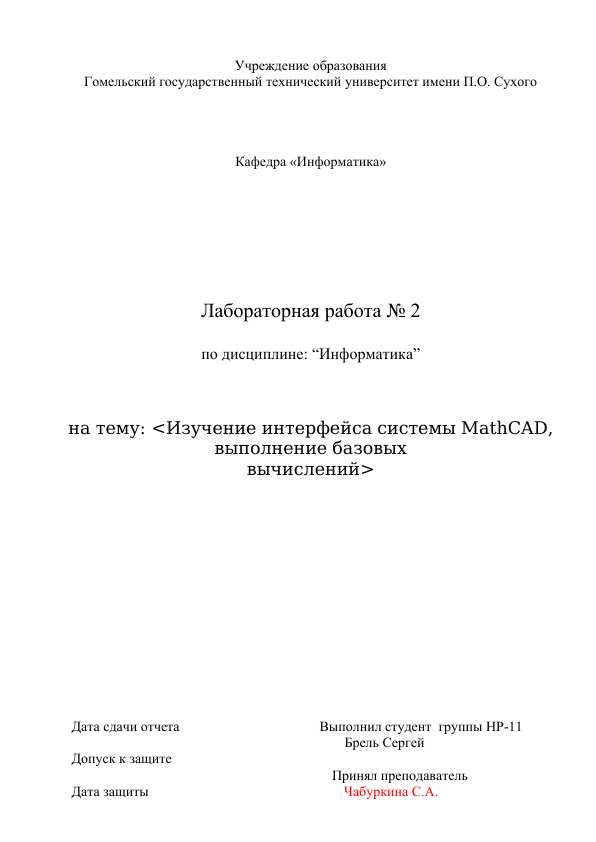 Учреждение образования
Гомельский государственный технический университет имени П.О. Сухого
Кафедра «Информатика»
Лабораторная работа № 2
по дисциплине: “Информатика”
на тему: <Изучение интерфейса системы MathCAD,
выполнение базовых
вычислений>
Дата сдачи отчета Выполнил студент группы НР-11
Брель Сергей
Допуск к защите
Принял преподаватель
Дата защиты Чабуркина С.А.